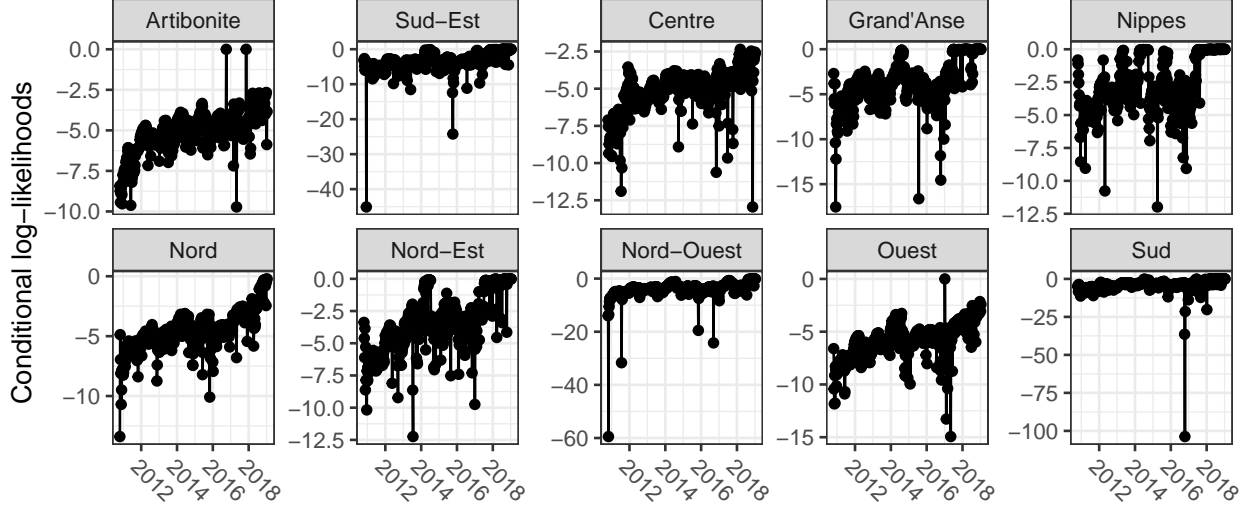 Conditional log−likelihoods
Artibonite
0.0
−2.5
−5.0
−7.5
−10.0
Sud−Est
0
−10
−20
−30
−40
Centre
−2.5
−5.0
−7.5
−10.0
−12.5
Grand'Anse
0
−5
−10
−15
Nippes
0.0
−2.5
−5.0
−7.5
−10.0
−12.5
Nord
0
−5
−10
2012 2014 2016 2018
Nord−Est
0.0
−2.5
−5.0
−7.5
−10.0
−12.5
2012 2014 2016 2018
Nord−Ouest
0
−20
−40
−60
2012 2014 2016 2018
Ouest
0
−5
−10
−15
2012 2014 2016 2018
Sud
0
−25
−50
−75
−100
2012 2014 2016 2018